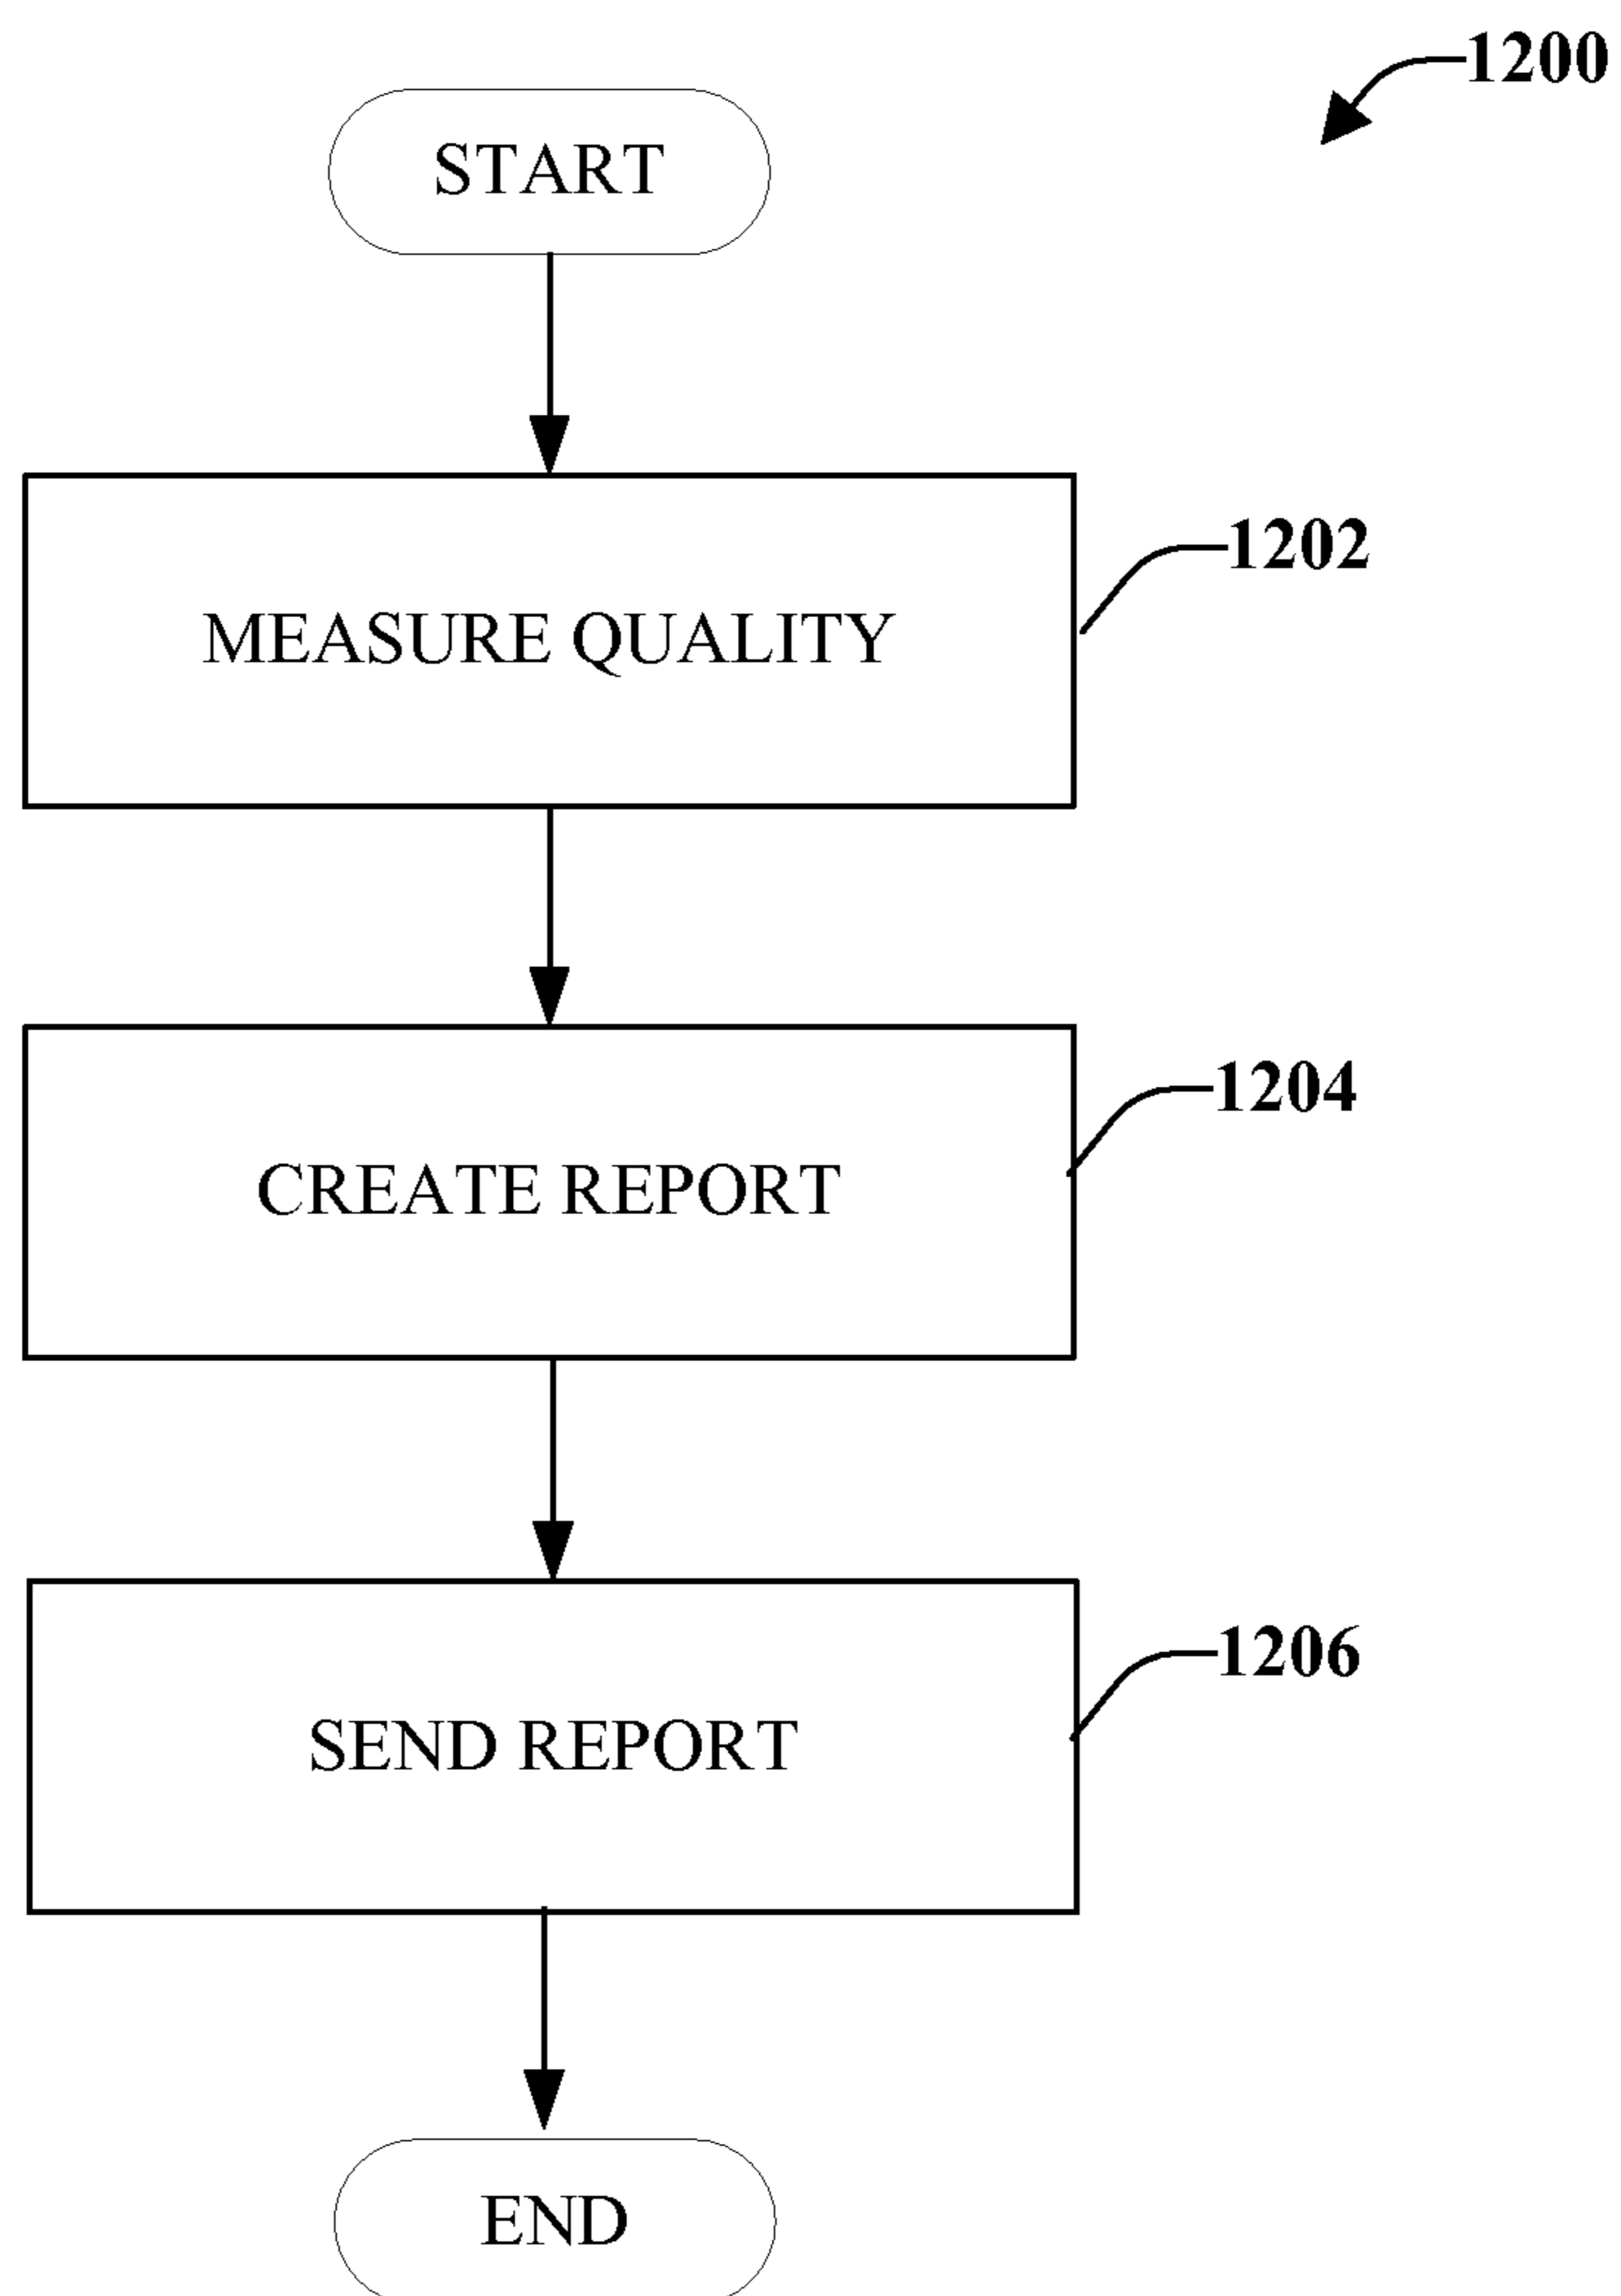 1200
START
MEASURE QUALITY
1202
CREATE REPORT
1204
SEND REPORT
1206
END